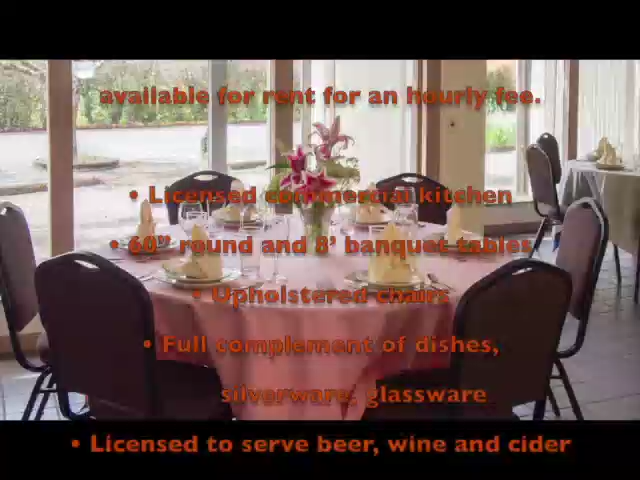 available for rent for an hourly fee.
• Licensed commercial kitchen
• 60" round and 8' banquet tables
• Upholstered chairs
• Full complement of dishes,
silverware, glassware
• Licensed to serve beer, wine and cider